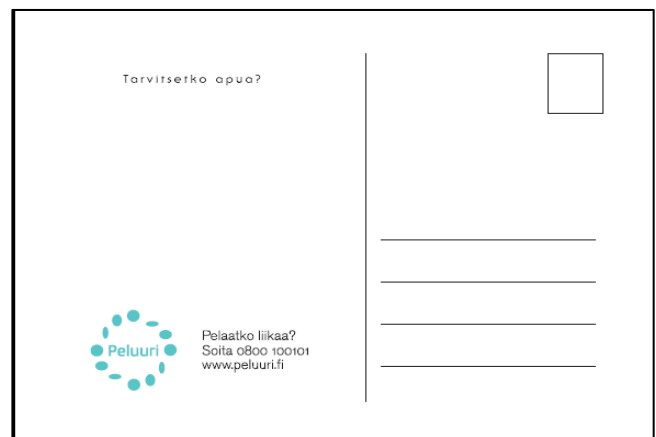 Tarvitsetko apua?
Peluuri
Pelaatko liikaa?
Soita 0800 100101
www.peluuri.fi